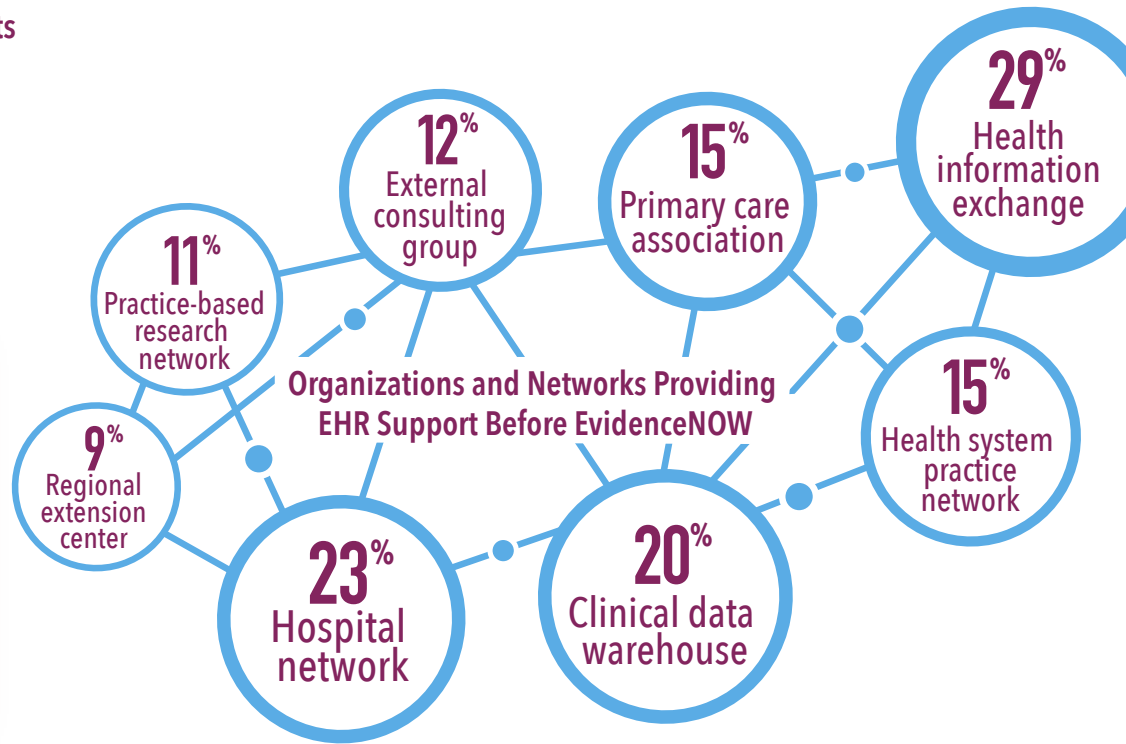 29%
Health
information
exchange
12%
External
consulting
group
15%
Primary care
association
11%
Practice-based
research
network
Organizations and Networks Providing
EHR Support Before EvidenceNOW
15%
Health system
practice
network
9%
Regional
extension
center
23%
Hospital
network
20%
Clinical data
warehouse